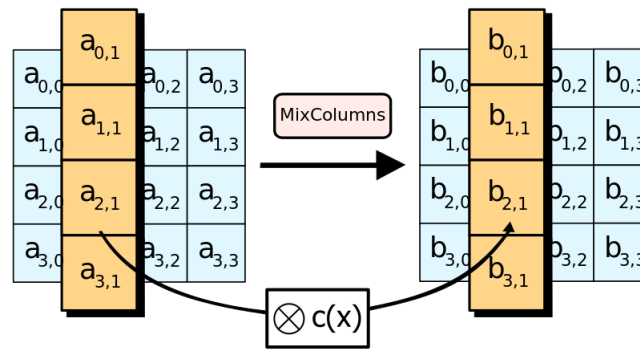 a0,1 b0,1
a0,0 a0,2 a0,3 b0,0 b0,2 b0,3
MixColumns
a1,1 b1,1
a1,0 a1,2 a1,3 b1,0 b1,2 b1,3
a2,1 b2,1
a2,0 a2,2 a2,3 b2,0 b2,2 b2,3
a3,0 a3,2 a3,3 b3,0 b3,2 b3,3
a3,1 b3,1
⊗ c(x)